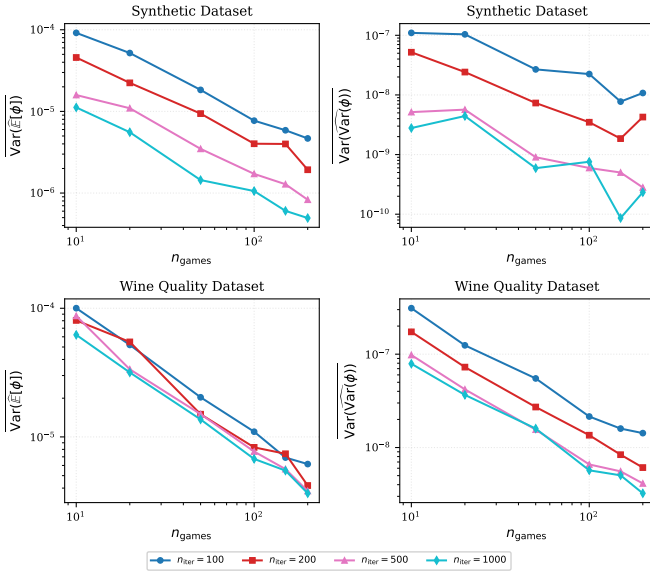 Synthetic Dataset
Var(𝔼̂[ϕ])
10⁻⁴
10⁻⁵
10⁻⁶
10¹
10²
n_games
Synthetic Dataset
Var(Var̂(ϕ))
10⁻⁷
10⁻⁸
10⁻⁹
10⁻¹⁰
10¹
10²
n_games
Wine Quality Dataset
Var(𝔼̂[ϕ])
10⁻⁴
10⁻⁵
10¹
10²
n_games
Wine Quality Dataset
Var(Var̂(ϕ))
10⁻⁷
10⁻⁸
10¹
10²
n_games
n_iter = 100 n_iter = 200 n_iter = 500 n_iter = 1000